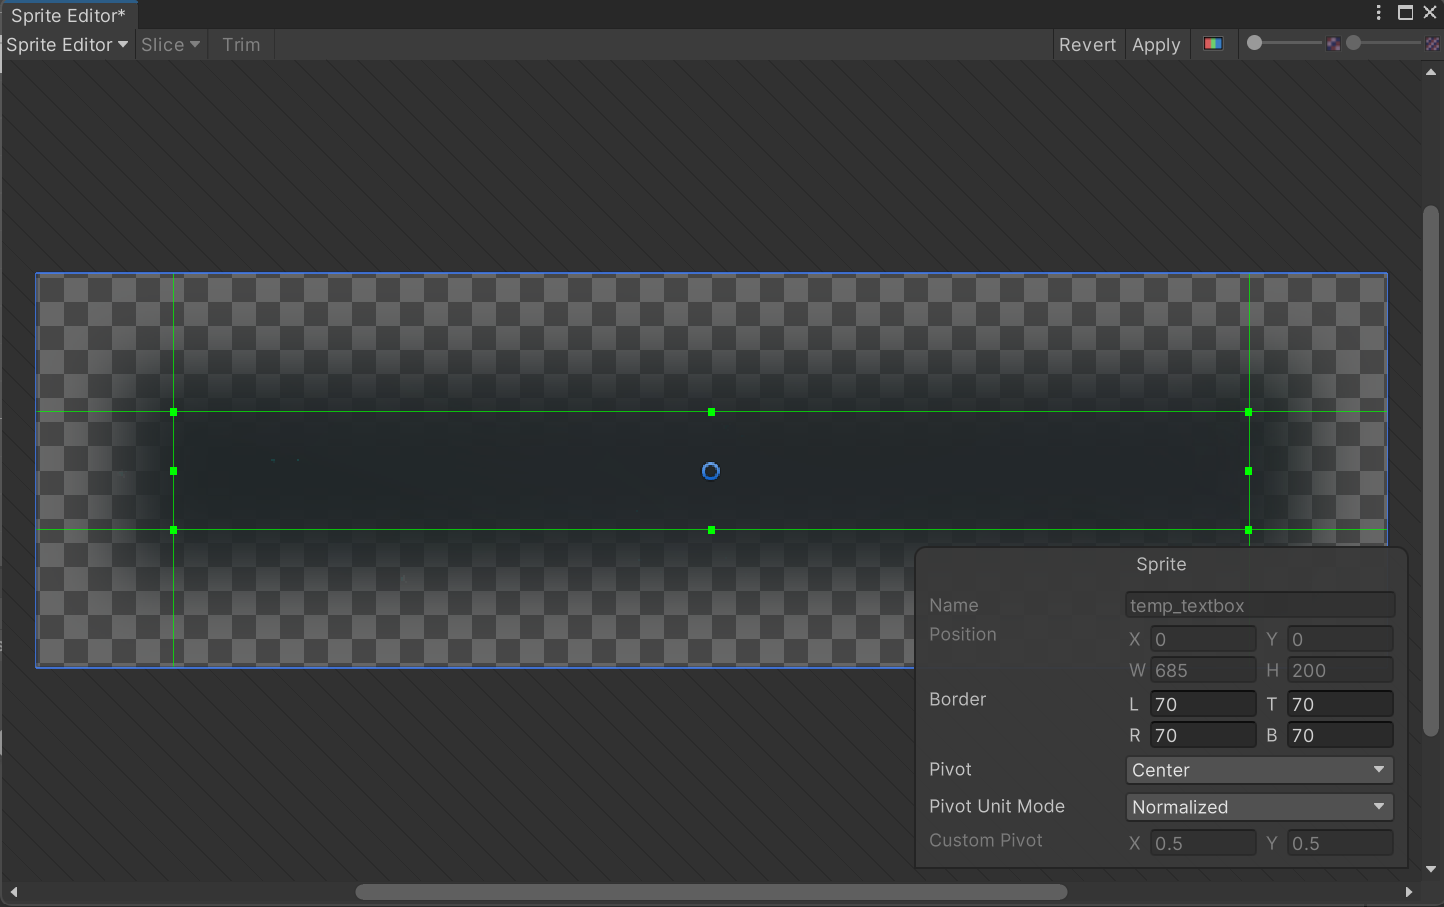 Sprite Editor*
Sprite Editor Slice Trim Revert Apply
Sprite
Name temp_textbox
Position X 0 Y 0
W 685 H 200
Border L 70 T 70
R 70 B 70
Pivot Center
Pivot Unit Mode Normalized
Custom Pivot X 0.5 Y 0.5